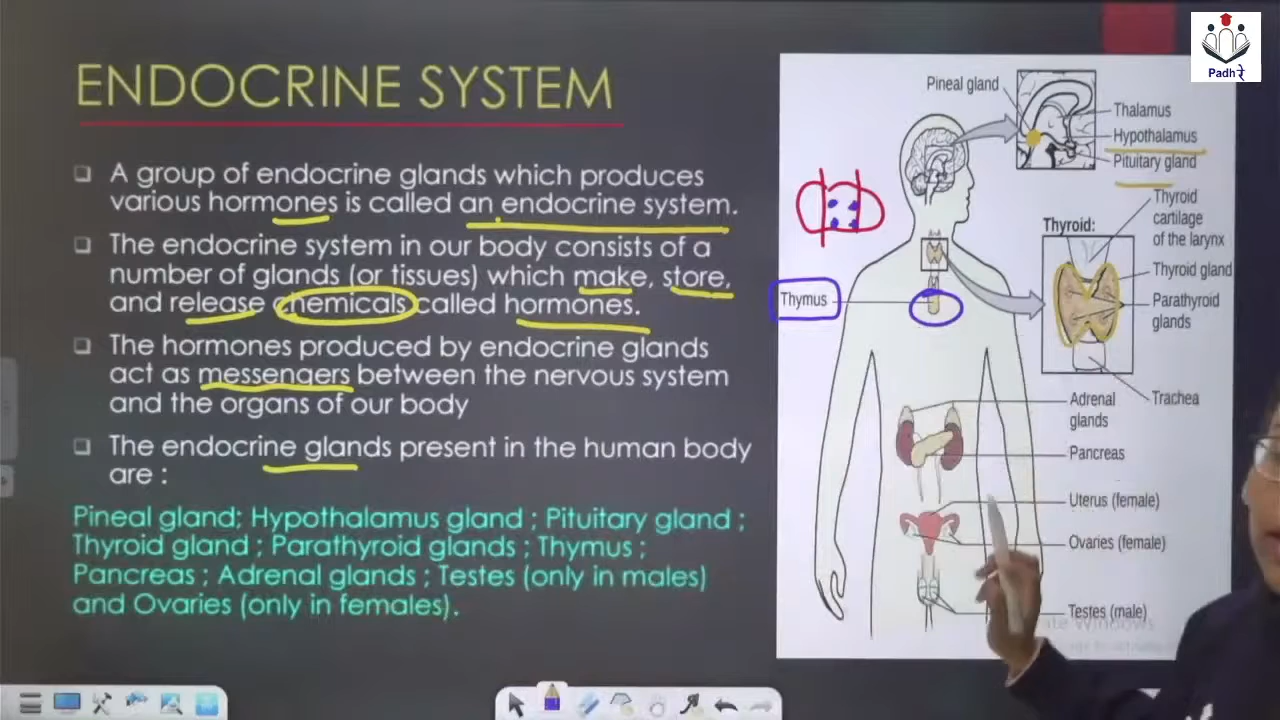 Padhरे
ENDOCRINE SYSTEM
A group of endocrine glands which produces
various hormones is called an endocrine system.
The endocrine system in our body consists of a
number of glands (or tissues) which make, store,
and release chemicals called hormones.
The hormones produced by endocrine glands
act as messengers between the nervous system
and the organs of our body
The endocrine glands present in the human body
are :
Pineal gland; Hypothalamus gland ; Pituitary gland ;
Thyroid gland ; Parathyroid glands ; Thymus ;
Pancreas ; Adrenal glands ; Testes (only in males)
and Ovaries (only in females).
Pineal gland
Thalamus
Hypothalamus
Pituitary gland
Thyroid
cartilage
of the larynx
Thyroid:
Thyroid gland
Parathyroid
glands
Trachea
Thymus
Adrenal
glands
Pancreas
Uterus (female)
Ovaries (female)
Testes (male)
Windows